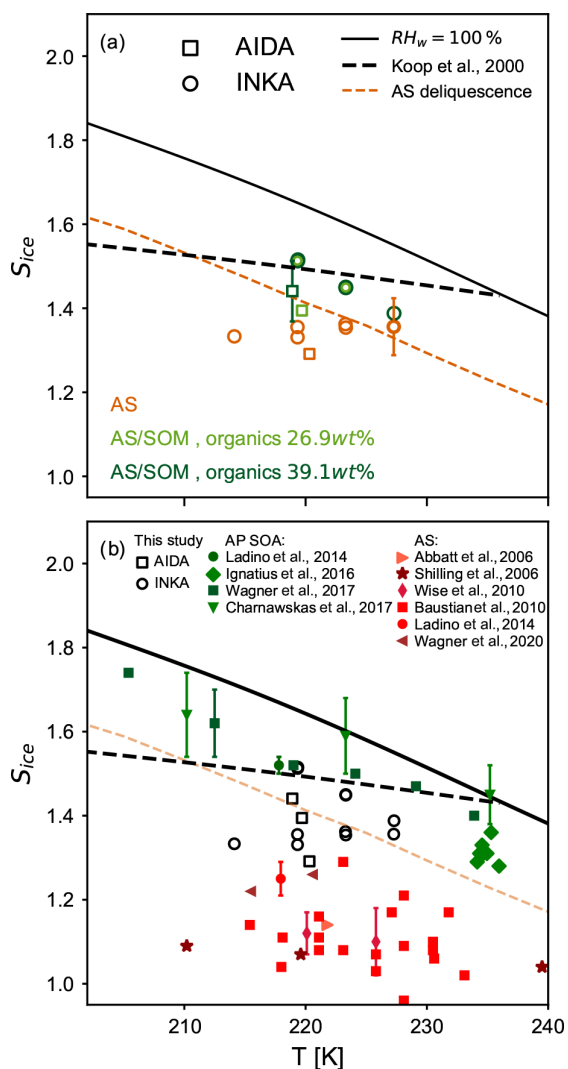 (a)
AIDA
INKA
RH_w = 100 %
Koop et al., 2000
AS deliquescence
2.0
1.8
1.6
1.4
1.2
1.0
S_ice
AS
AS/SOM , organics 26.9wt%
AS/SOM , organics 39.1wt%
(b)
This study
AIDA
INKA
AP SOA:
Ladino et al., 2014
Ignatius et al., 2016
Wagner et al., 2017
Charnawskas et al., 2017
AS:
Abbatt et al., 2006
Shilling et al., 2006
Wise et al., 2010
Baustian et al., 2010
Ladino et al., 2014
Wagner et al., 2020
2.0
1.8
1.6
1.4
1.2
1.0
S_ice
210
220
230
240
T [K]